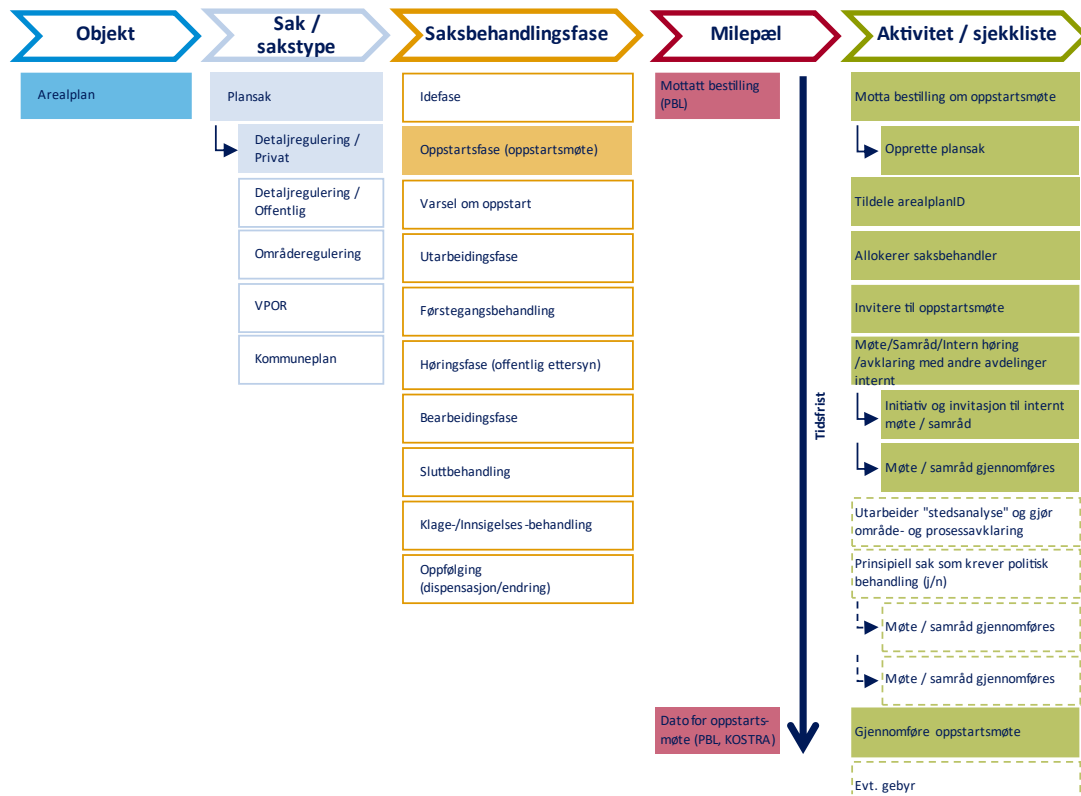 Objekt
Sak /
sakstype
Saksbehandlingsfase
Milepæl
Aktivitet / sjekkliste
Arealplan
Plansak
Detaljregulering /
Privat
Detaljregulering /
Offentlig
Områderegulering
VPOR
Kommuneplan
Idefase
Oppstartsfase (oppstartsmøte)
Varsel om oppstart
Utarbeidingsfase
Førstegangsbehandling
Høringsfase (offentlig ettersyn)
Bearbeidingsfase
Sluttbehandling
Klage-/Innsigelses -behandling
Oppfølging
(dispensasjon/endring)
Mottatt bestilling
(PBL)
Dato for oppstarts-
møte (PBL, KOSTRA)
Tidsfrist
Motta bestilling om oppstartsmøte
Opprette plansak
Tildele arealplanID
Allokerer saksbehandler
Invitere til oppstartsmøte
Møte/Samråd/Intern høring
/avklaring med andre avdelinger
internt
Initiativ og invitasjon til internt
møte / samråd
Møte / samråd gjennomføres
Utarbeider "stedsanalyse" og gjør
område- og prosessavklaring
Prinsipiell sak som krever politisk
behandling (j/n)
Møte / samråd gjennomføres
Møte / samråd gjennomføres
Gjennomføre oppstartsmøte
Evt. gebyr